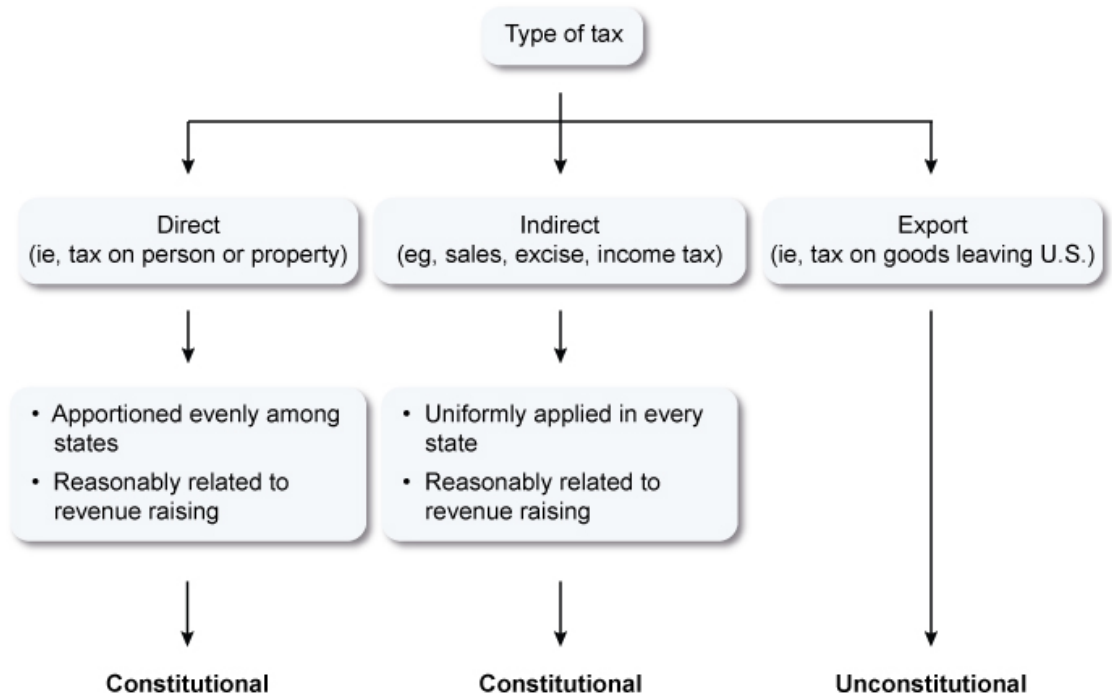 Type of tax
Direct
(ie, tax on person or property)
Indirect
(eg, sales, excise, income tax)
Export
(ie, tax on goods leaving U.S.)
• Apportioned evenly among
states
• Reasonably related to
revenue raising
• Uniformly applied in every
state
• Reasonably related to
revenue raising
Constitutional
Constitutional
Unconstitutional